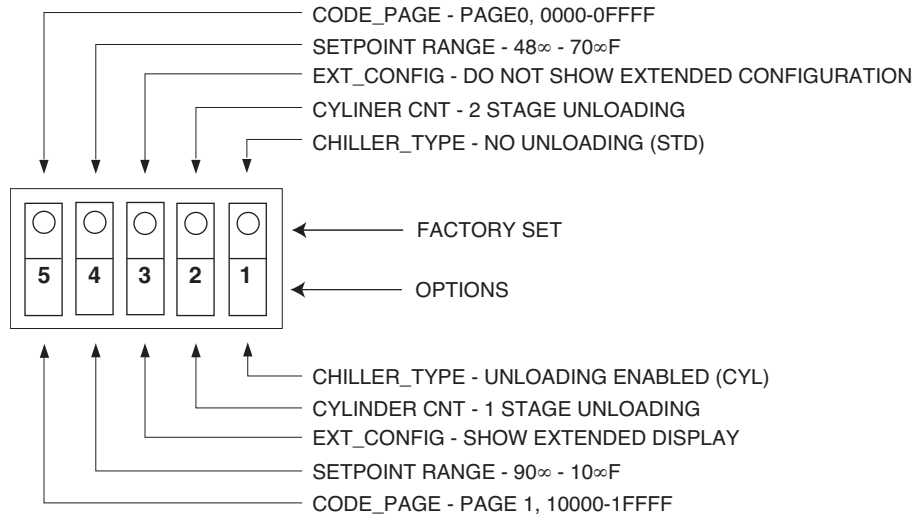 CODE_PAGE - PAGE0, 0000-0FFFF
SETPOINT RANGE - 48∞ - 70∞F
EXT_CONFIG - DO NOT SHOW EXTENDED CONFIGURATION
CYLINER CNT - 2 STAGE UNLOADING
CHILLER_TYPE - NO UNLOADING (STD)
FACTORY SET
5 4 3 2 1
OPTIONS
CHILLER_TYPE - UNLOADING ENABLED (CYL)
CYLINDER CNT - 1 STAGE UNLOADING
EXT_CONFIG - SHOW EXTENDED DISPLAY
SETPOINT RANGE - 90∞ - 10∞F
CODE_PAGE - PAGE 1, 10000-1FFFF